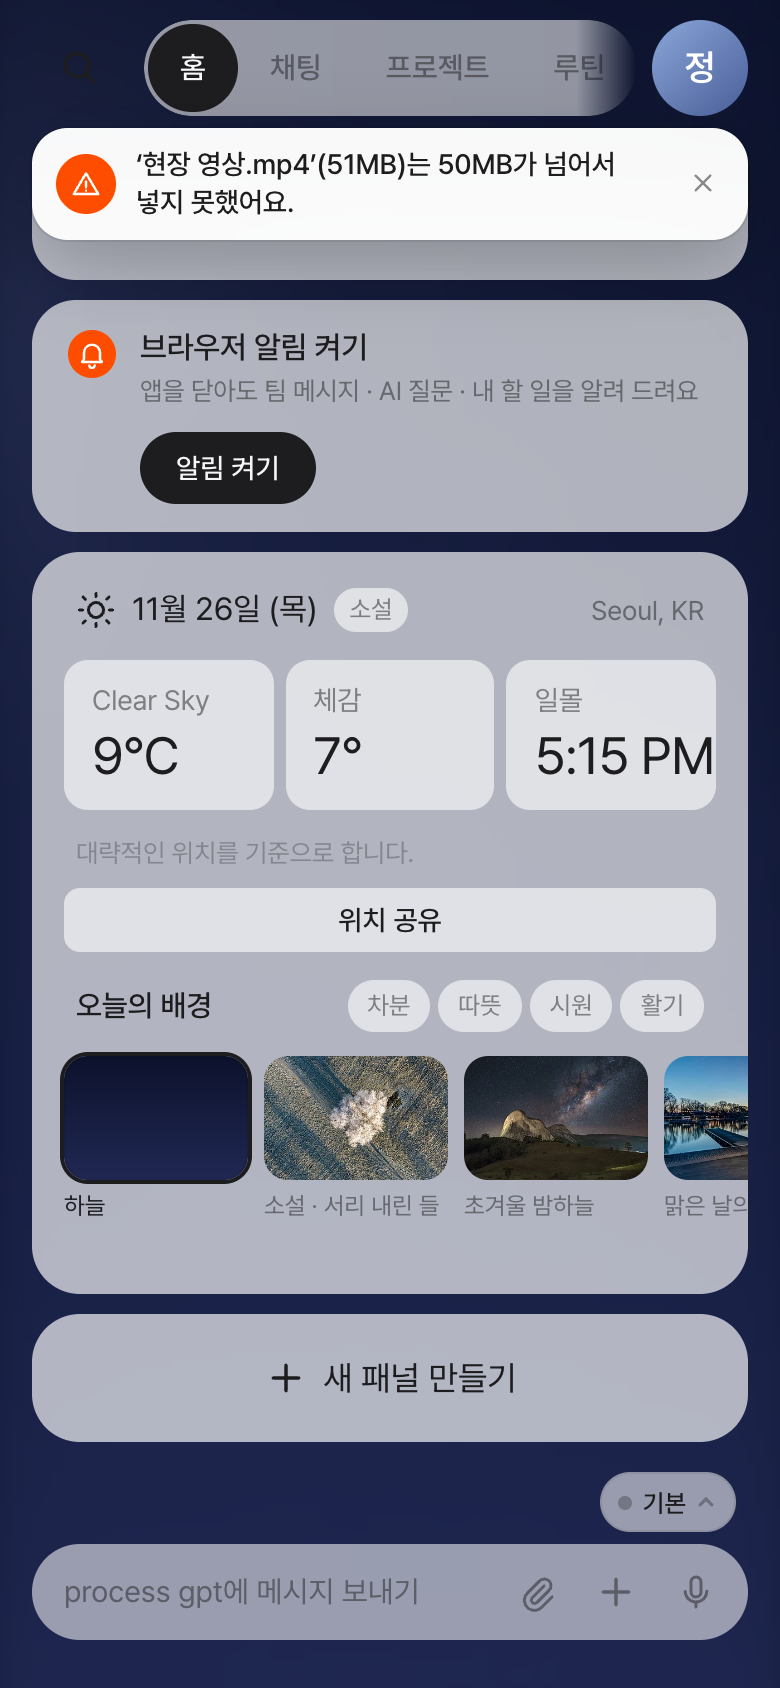 홈
채팅
프로젝트
루틴
정
‘현장 영상.mp4’(51MB)는 50MB가 넘어서
넣지 못했어요.
브라우저 알림 켜기
앱을 닫아도 팀 메시지 · AI 질문 · 내 할 일을 알려 드려요
알림 켜기
11월 26일 (목)
소설
Seoul, KR
Clear Sky
9°C
체감
7°
일몰
5:15 PM
대략적인 위치를 기준으로 합니다.
위치 공유
오늘의 배경
차분
따뜻
시원
활기
하늘
소설 · 서리 내린 들
초겨울 밤하늘
맑은 날의
새 패널 만들기
기본
process gpt에 메시지 보내기